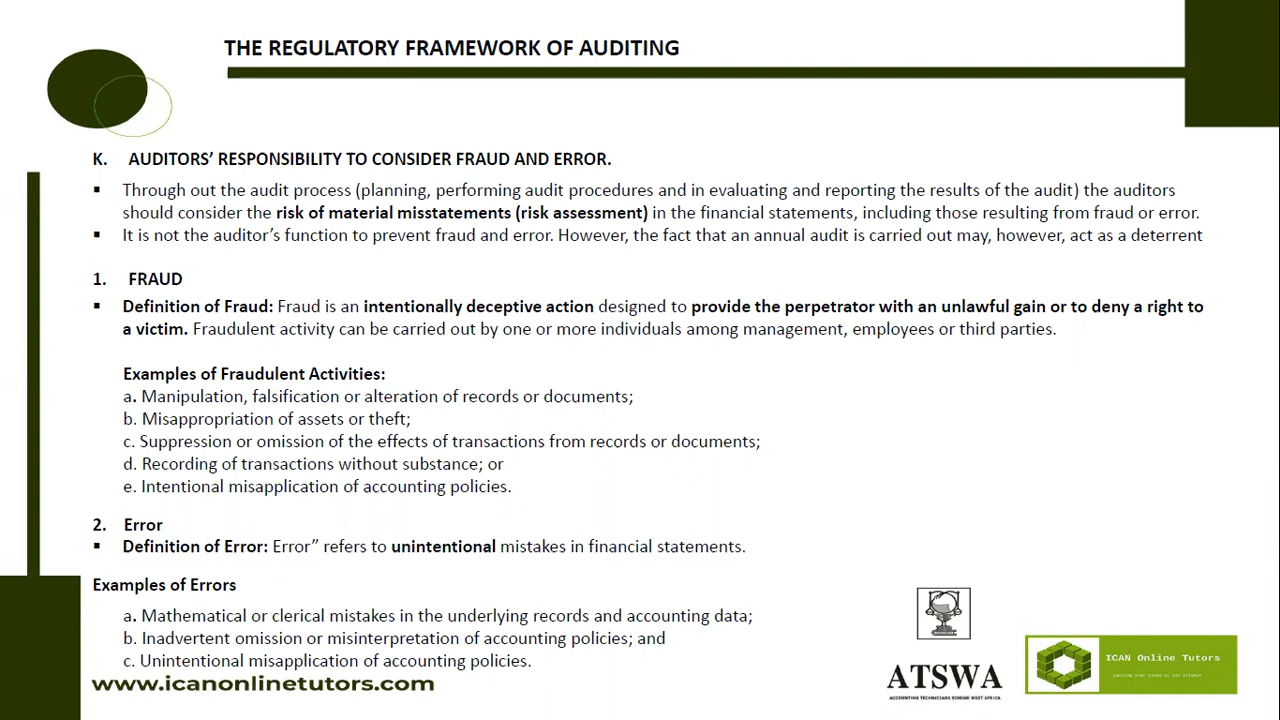 THE REGULATORY FRAMEWORK OF AUDITING
K. AUDITORS’ RESPONSIBILITY TO CONSIDER FRAUD AND ERROR.
▪ Through out the audit process (planning, performing audit procedures and in evaluating and reporting the results of the audit) the auditors
should consider the risk of material misstatements (risk assessment) in the financial statements, including those resulting from fraud or error.
▪ It is not the auditor’s function to prevent fraud and error. However, the fact that an annual audit is carried out may, however, act as a deterrent
1. FRAUD
▪ Definition of Fraud: Fraud is an intentionally deceptive action designed to provide the perpetrator with an unlawful gain or to deny a right to
a victim. Fraudulent activity can be carried out by one or more individuals among management, employees or third parties.
Examples of Fraudulent Activities:
a. Manipulation, falsification or alteration of records or documents;
b. Misappropriation of assets or theft;
c. Suppression or omission of the effects of transactions from records or documents;
d. Recording of transactions without substance; or
e. Intentional misapplication of accounting policies.
2. Error
▪ Definition of Error: Error” refers to unintentional mistakes in financial statements.
Examples of Errors
a. Mathematical or clerical mistakes in the underlying records and accounting data;
b. Inadvertent omission or misinterpretation of accounting policies; and
c. Unintentional misapplication of accounting policies.
www.icanonlinetutors.com
ATSWA
ACCOUNTING TECHNICIANS SCHEME WEST AFRICA
ICAN Online Tutors